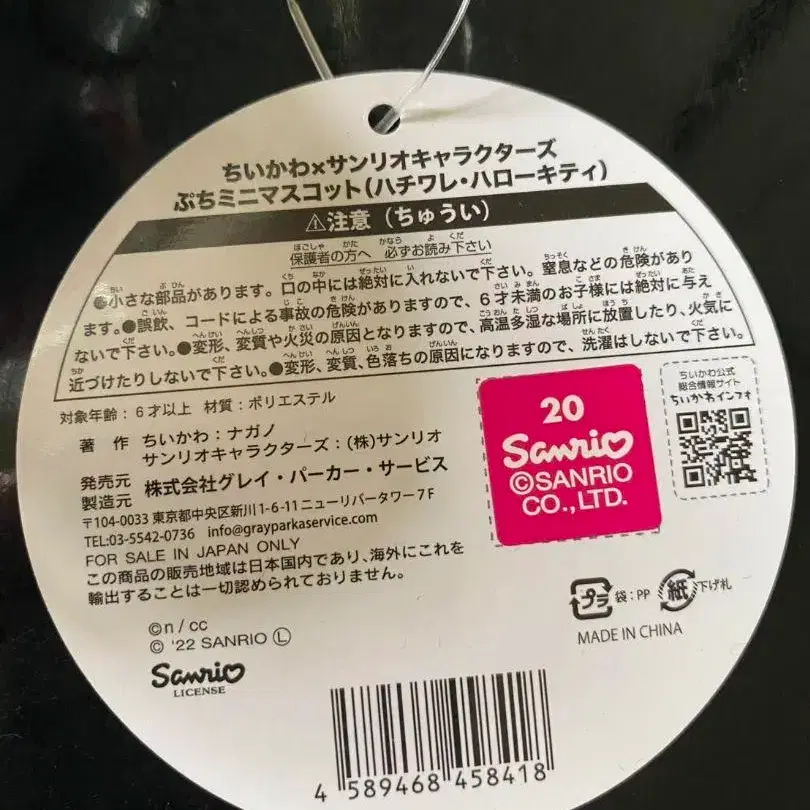 ちいかわ×サンリオキャラクターズ
ぷちミニマスコット(ハチワレ・ハローキティ)
⚠注意(ちゅうい)
保護者の方へ 必ずお読み下さい
●小さな部品があります。口の中には絶対に入れないで下さい。窒息などの危険があり
ます。●誤飲、コードによる事故の危険がありますので、6才未満のお子様には絶対に与え
ないで下さい。●変形、変質や火災の原因となりますので、高温多湿な場所に放置したり、火気に
近づけたりしないで下さい。●変形、変質、色落ちの原因になりますので、洗濯はしないで下さい。
対象年齢:6才以上 材質:ポリエステル
著 作 ちいかわ:ナガノ
サンリオキャラクターズ:(株)サンリオ
発売元
製造元 株式会社グレイ・パーカー・サービス
〒104-0033 東京都中央区新川1-6-11 ニューリバータワー7F
TEL:03-5542-0736 info@grayparkaservice.com
FOR SALE IN JAPAN ONLY
この商品の販売地域は日本国内であり、海外にこれを
輸出することは一切認められておりません。
©n / cc
© '22 SANRIO Ⓛ
Sanrio
LICENSE
20
Sanrio
©SANRIO
CO.,LTD.
ちいかわ公式
総合情報サイト
ちいかわインフォ
プラ 袋:PP 紙 下げ札
MADE IN CHINA
4 589468 458418